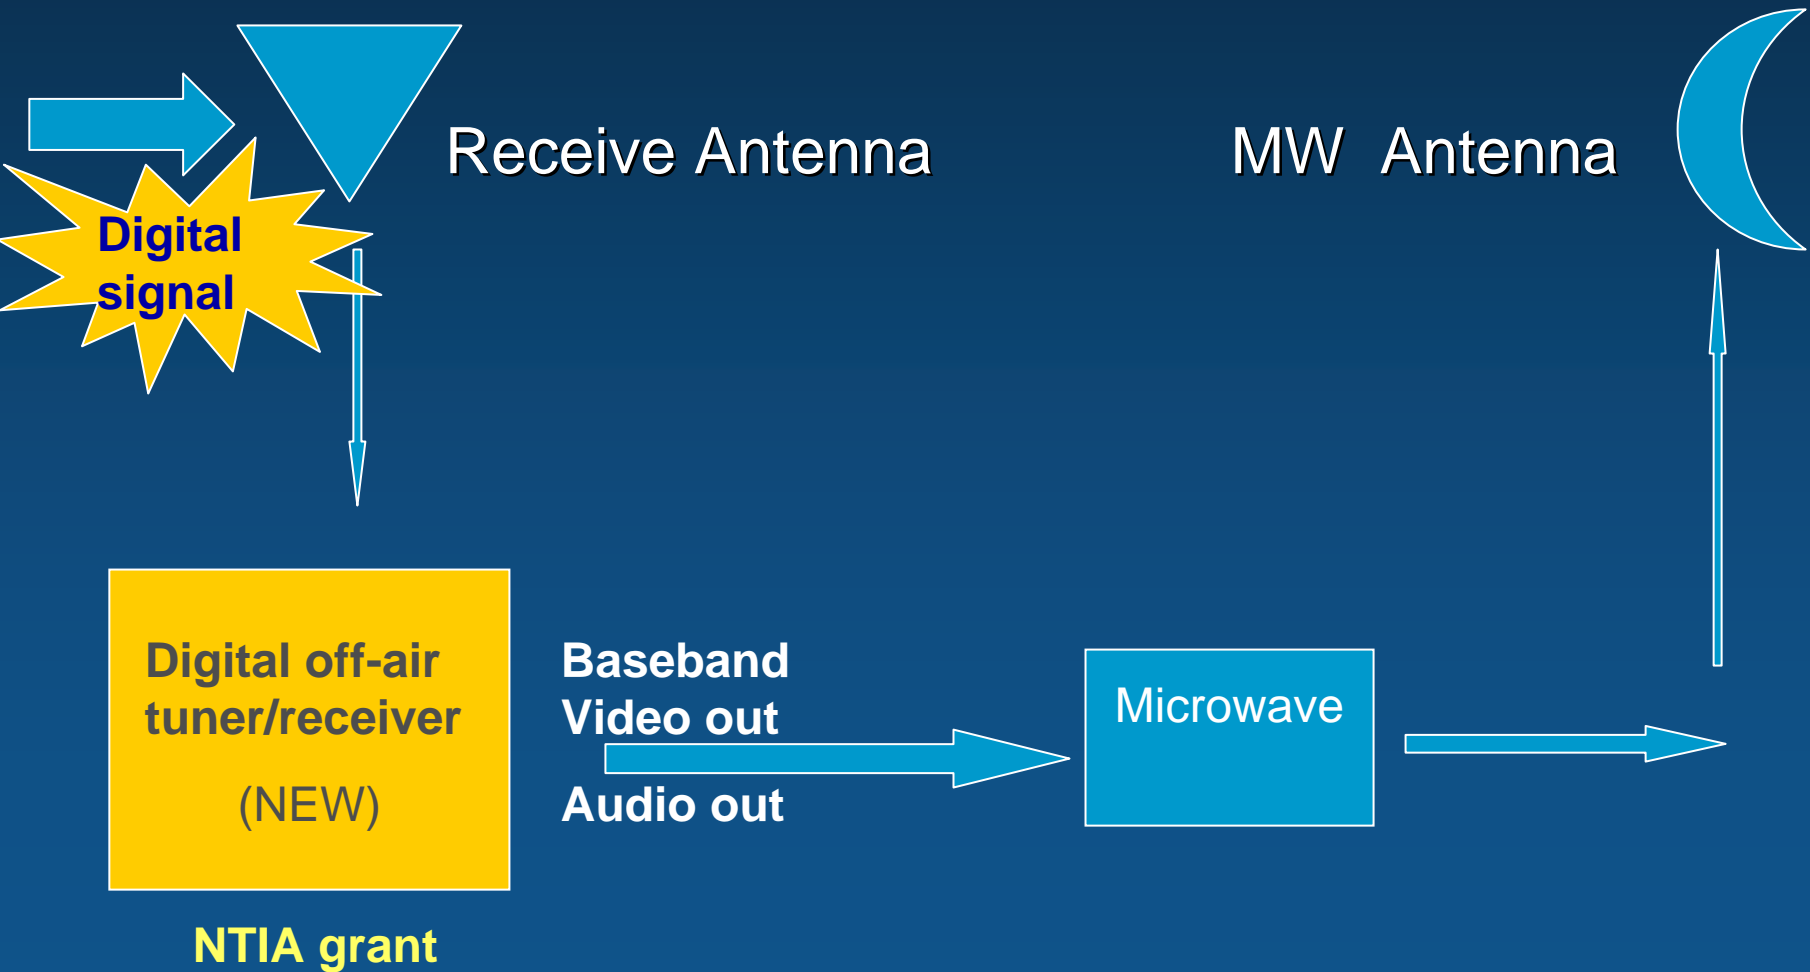 Receive Antenna
MW Antenna
Digital
signal
Digital off-air
tuner/receiver
(NEW)
Baseband
Video out
Audio out
Microwave
NTIA grant